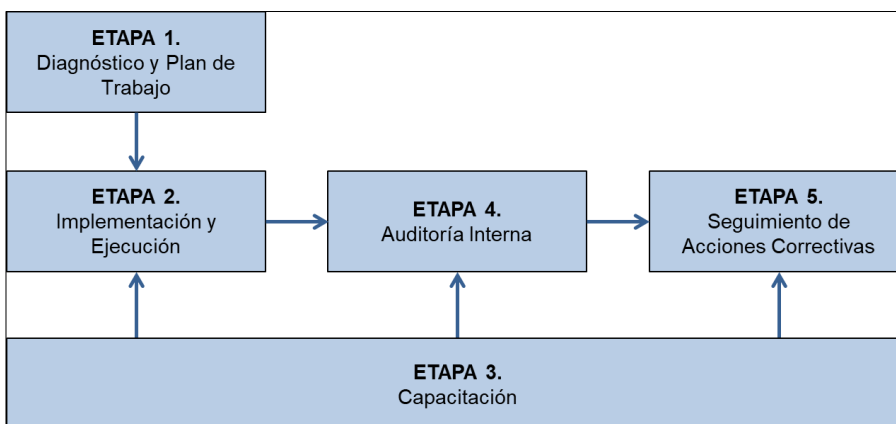 ETAPA 1.
Diagnóstico y Plan de
Trabajo
ETAPA 2.
Implementación y
Ejecución
ETAPA 4.
Auditoría Interna
ETAPA 5.
Seguimiento de
Acciones Correctivas
ETAPA 3.
Capacitación